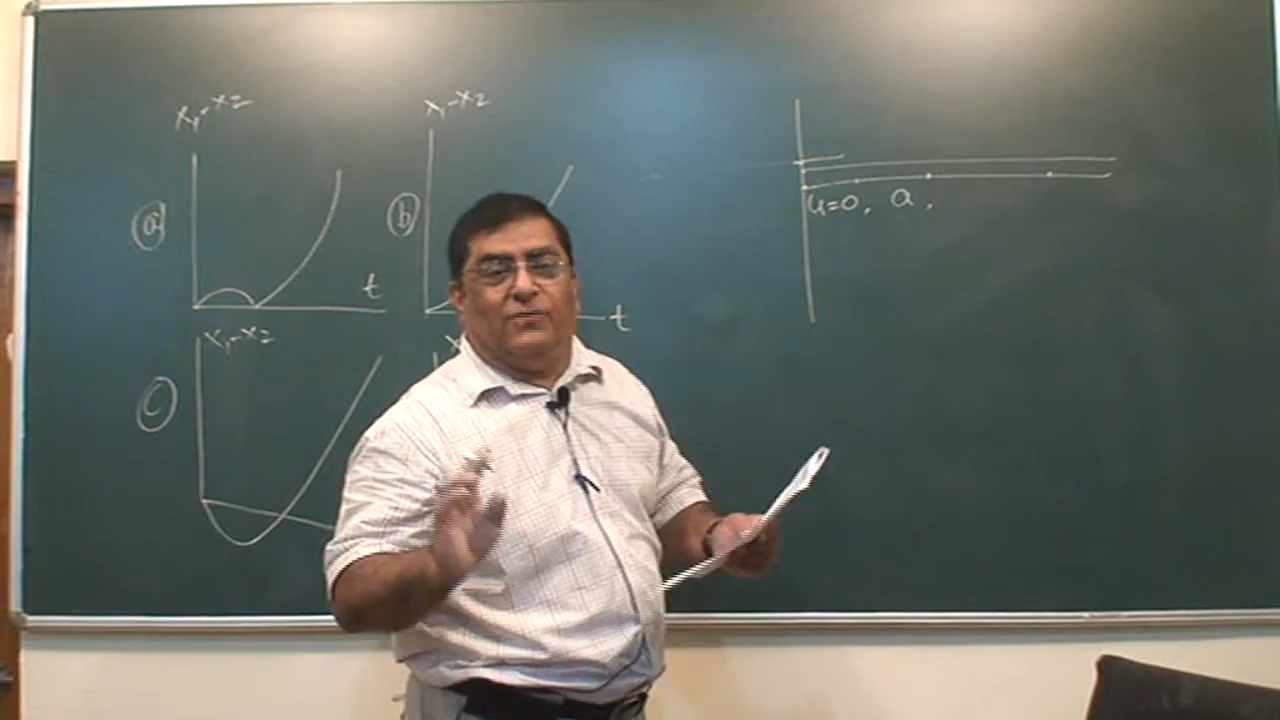 x₁-x₂
x₁-x₂
(a)
(b)
u=0, a,
t
t
x₁-x₂
x
(c)